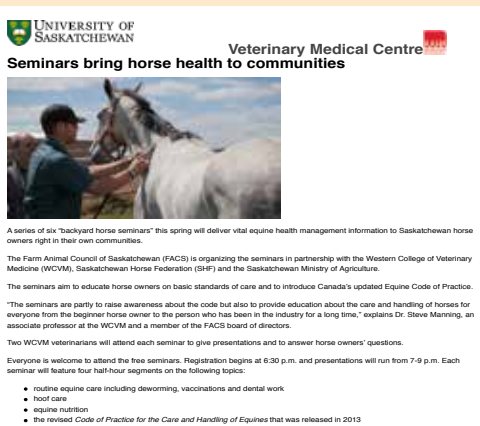 UNIVERSITY OF
SASKATCHEWAN
Veterinary Medical Centre
Seminars bring horse health to communities
A series of six "backyard horse seminars" this spring will deliver vital equine health management information to Saskatchewan horse
owners right in their own communities.
The Farm Animal Council of Saskatchewan (FACS) is organizing the seminars in partnership with the Western College of Veterinary
Medicine (WCVM), Saskatchewan Horse Federation (SHF) and the Saskatchewan Ministry of Agriculture.
The seminars aim to educate horse owners on basic standards of care and to introduce Canada's updated Equine Code of Practice.
"The seminars are partly to raise awareness about the code but also to provide education about the care and handling of horses for
everyone from the beginner horse owner to the person who has been in the industry for a long time," explains Dr. Steve Manning, an
associate professor at the WCVM and a member of the FACS board of directors.
Two WCVM veterinarians will attend each seminar to give presentations and to answer horse owners' questions.
Everyone is welcome to attend the free seminars. Registration begins at 6:30 p.m. and presentations will run from 7-9 p.m. Each
seminar will feature four half-hour segments on the following topics:
• routine equine care including deworming, vaccinations and dental work
• hoof care
• equine nutrition
• the revised Code of Practice for the Care and Handling of Equines that was released in 2013